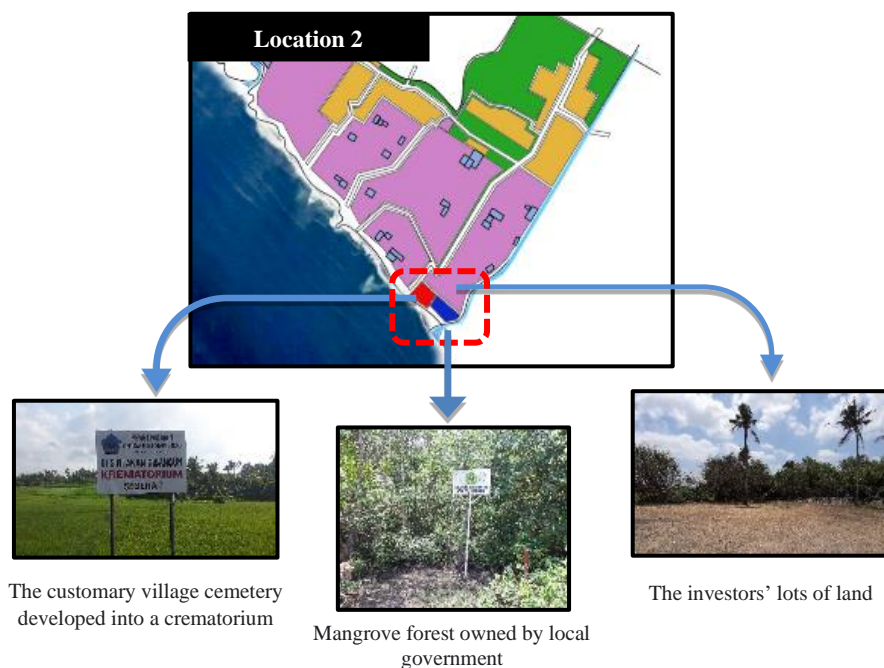 Location 2
KREMATORIUM
The customary village cemetery
developed into a crematorium
Mangrove forest owned by local
government
The investors' lots of land